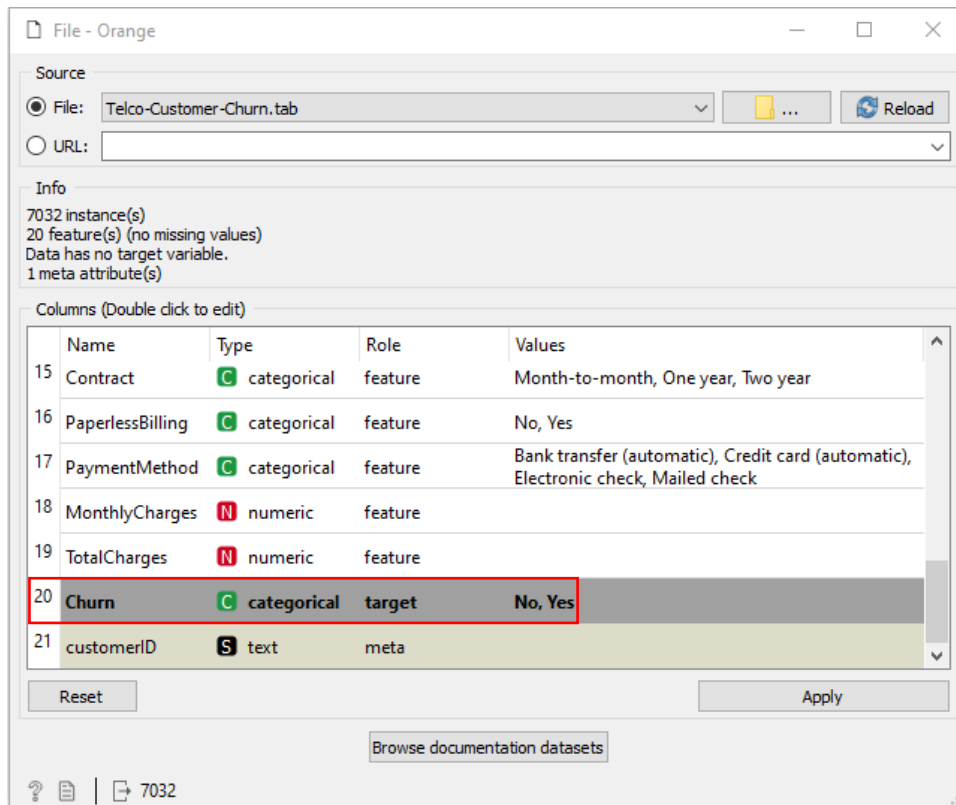 File - Orange
Source
File: Telco-Customer-Churn.tab ... Reload
URL:
Info
7032 instance(s)
20 feature(s) (no missing values)
Data has no target variable.
1 meta attribute(s)
Columns (Double click to edit)
Name Type Role Values
15 Contract C categorical feature Month-to-month, One year, Two year
16 PaperlessBilling C categorical feature No, Yes
17 PaymentMethod C categorical feature Bank transfer (automatic), Credit card (automatic),
Electronic check, Mailed check
18 MonthlyCharges N numeric feature
19 TotalCharges N numeric feature
20 Churn C categorical target No, Yes
21 customerID S text meta
Reset Apply
Browse documentation datasets
? 7032